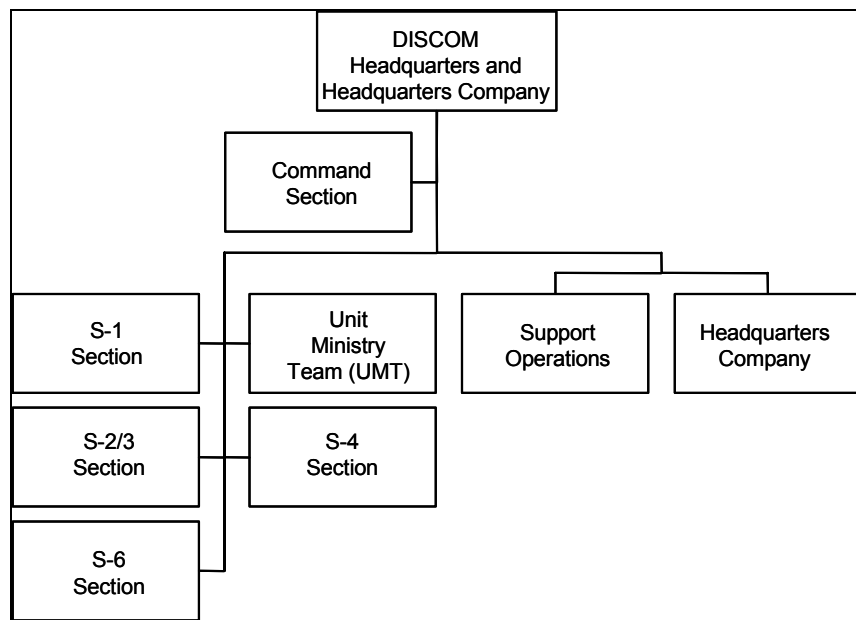 DISCOM
Headquarters and
Headquarters Company
Command
Section
S-1
Section
Unit
Ministry
Team (UMT)
Support
Operations
Headquarters
Company
S-2/3
Section
S-4
Section
S-6
Section